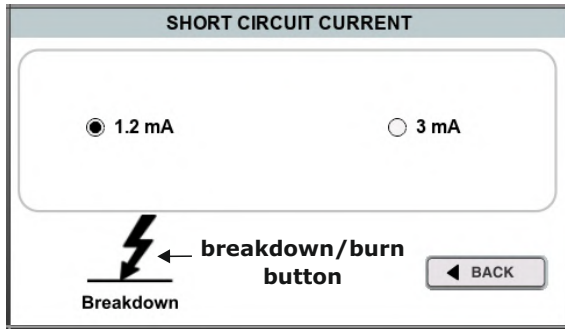 SHORT CIRCUIT CURRENT
1.2 mA
3 mA
breakdown/burn
button
BACK
Breakdown